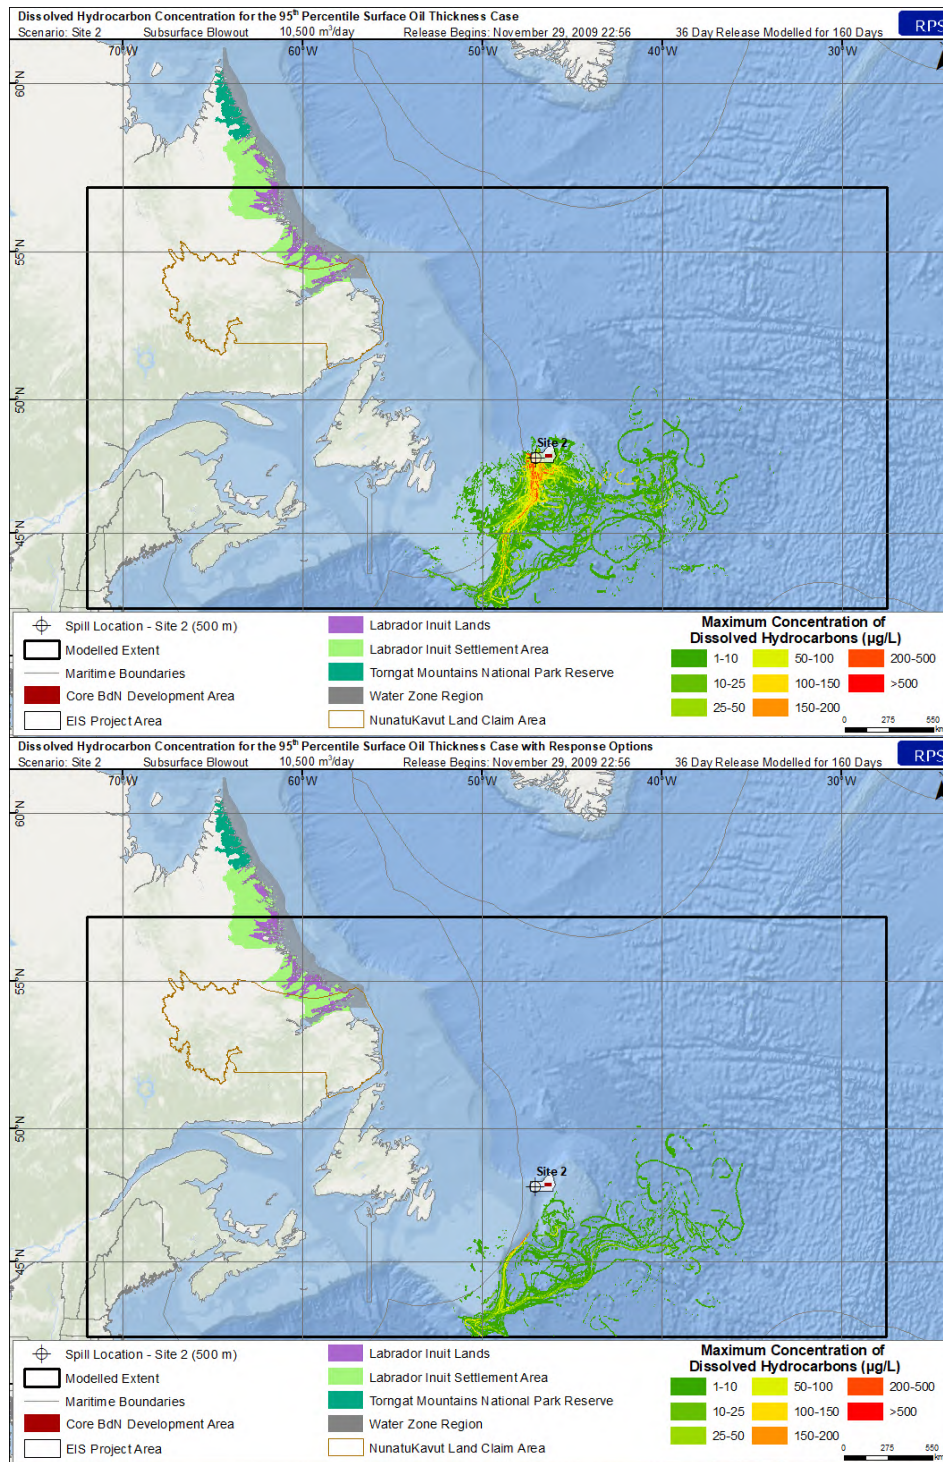 Dissolved Hydrocarbon Concentration for the 95th Percentile Surface Oil Thickness Case
Scenario: Site 2 Subsurface Blowout 10,500 m³/day Release Begins: November 29, 2009 22:56 36 Day Release Modelled for 160 Days
RPS
70°W 60°W 50°W 40°W 30°W
60°N
55°N
50°N
Site 2
45°N
Spill Location - Site 2 (500 m)
Modelled Extent
Maritime Boundaries
Core BdN Development Area
EIS Project Area
Labrador Inuit Lands
Labrador Inuit Settlement Area
Torngat Mountains National Park Reserve
Water Zone Region
NunatuKavut Land Claim Area
Maximum Concentration of
Dissolved Hydrocarbons (µg/L)
1-10 50-100 200-500
10-25 100-150 >500
25-50 150-200
0 275 550
km
Dissolved Hydrocarbon Concentration for the 95th Percentile Surface Oil Thickness Case with Response Options
Scenario: Site 2 Subsurface Blowout 10,500 m³/day Release Begins: November 29, 2009 22:56 36 Day Release Modelled for 160 Days
RPS
70°W 60°W 50°W 40°W 30°W
60°N
55°N
50°N
Site 2
45°N
Spill Location - Site 2 (500 m)
Modelled Extent
Maritime Boundaries
Core BdN Development Area
EIS Project Area
Labrador Inuit Lands
Labrador Inuit Settlement Area
Torngat Mountains National Park Reserve
Water Zone Region
NunatuKavut Land Claim Area
Maximum Concentration of
Dissolved Hydrocarbons (µg/L)
1-10 50-100 200-500
10-25 100-150 >500
25-50 150-200
0 275 550
km